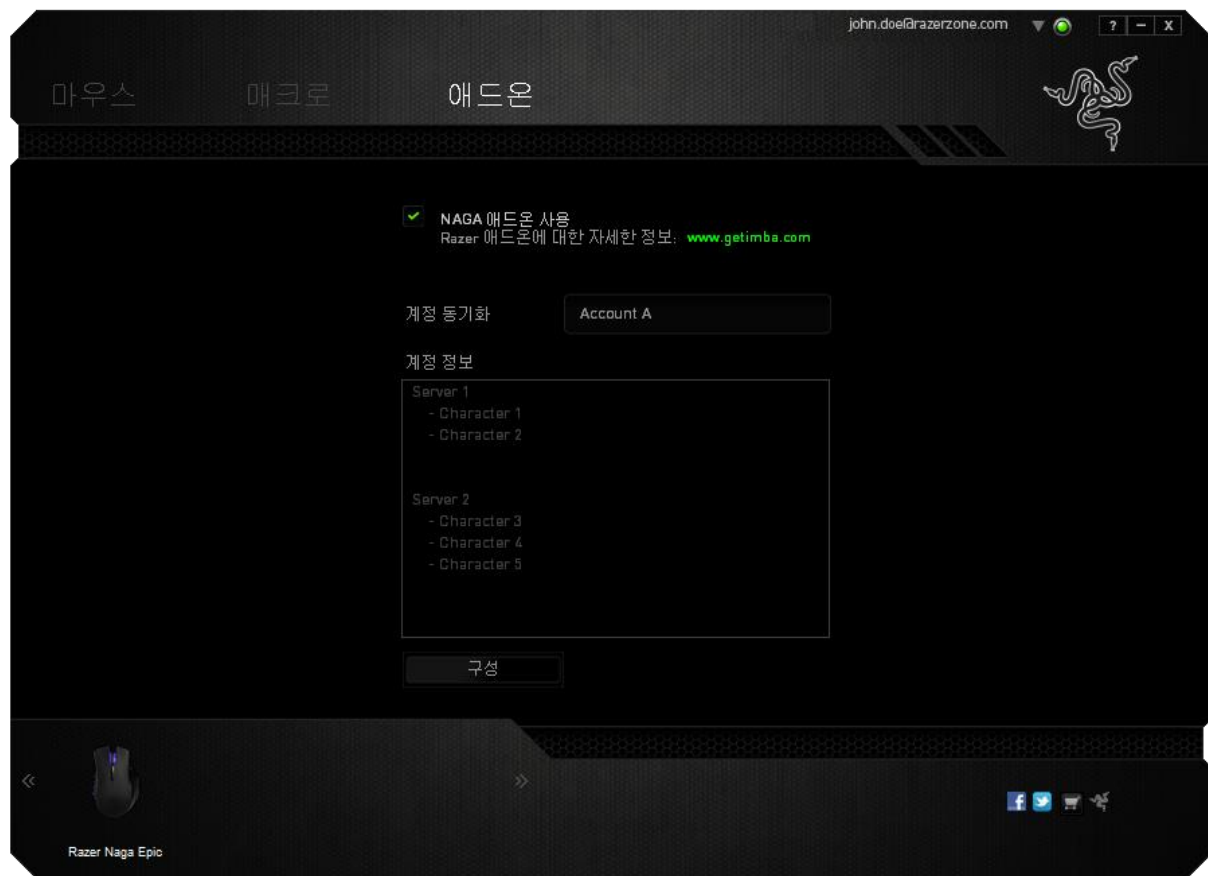 john.doe@razerzone.com
? – X
마우스 매크로 애드온
NAGA 애드온 사용
Razer 애드온에 대한 자세한 정보: www.getimba.com
계정 동기화 Account A
계정 정보
Server 1
- Character 1
- Character 2
Server 2
- Character 3
- Character 4
- Character 5
구성
Razer Naga Epic